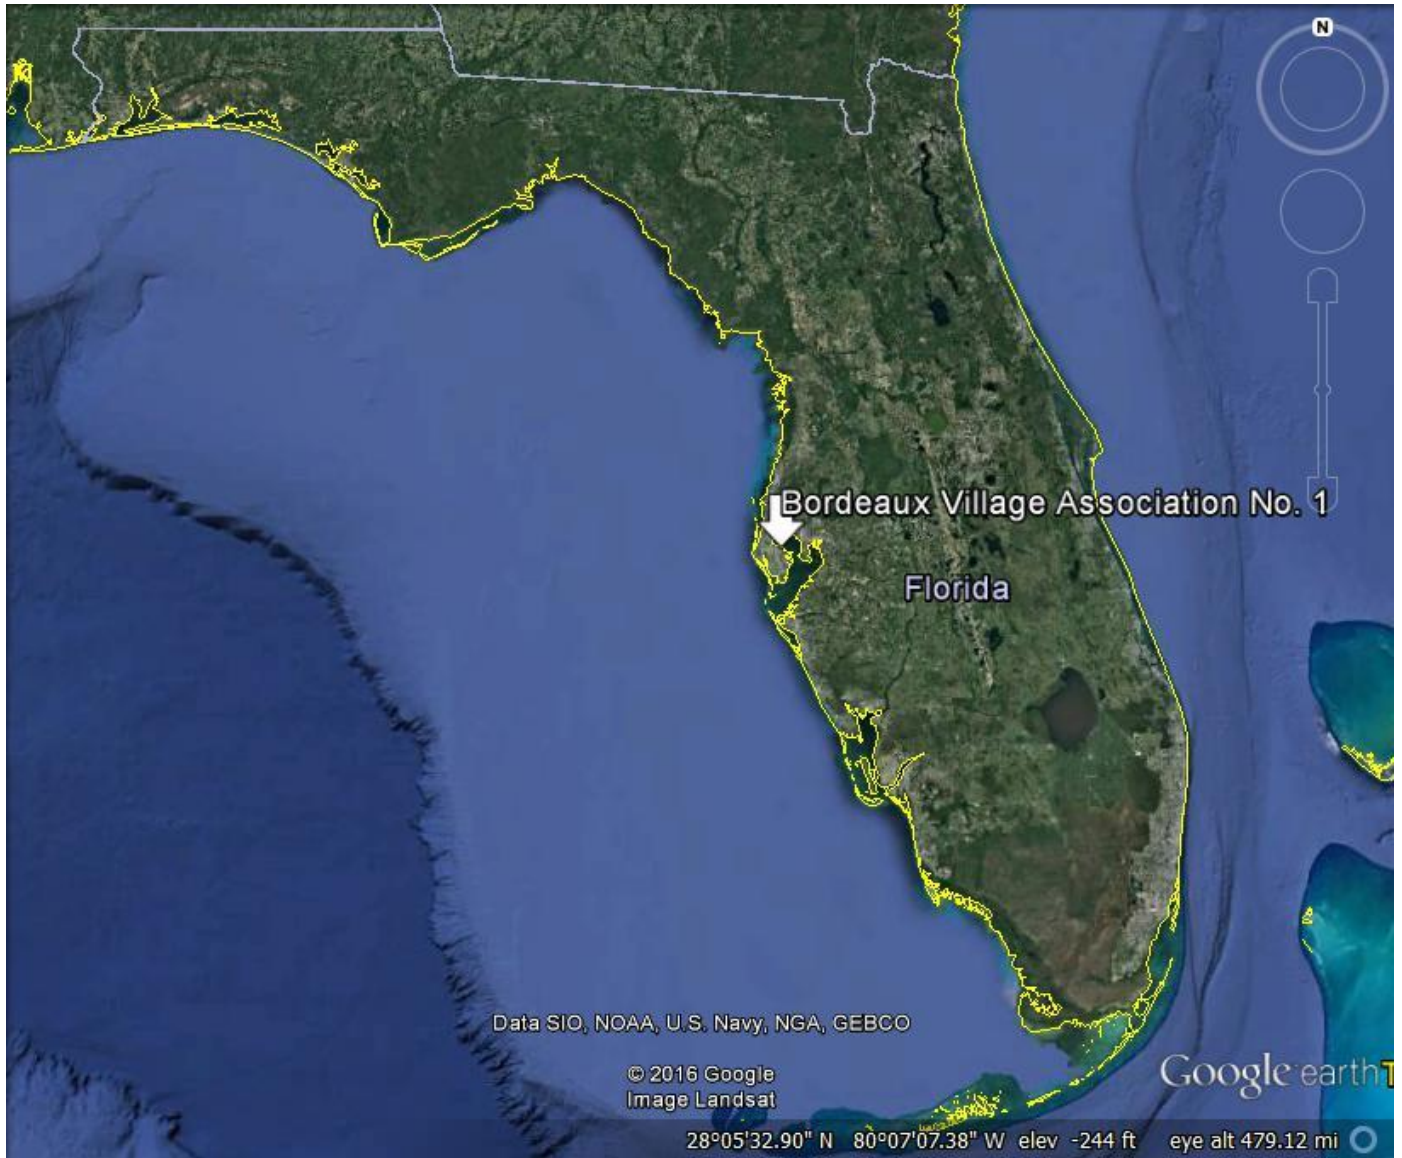 N
Bordeaux Village Association No. 1
Florida
Data SIO, NOAA, U.S. Navy, NGA, GEBCO
© 2016 Google
Image Landsat
Google earth
28°05'32.90" N 80°07'07.38" W elev -244 ft eye alt 479.12 mi